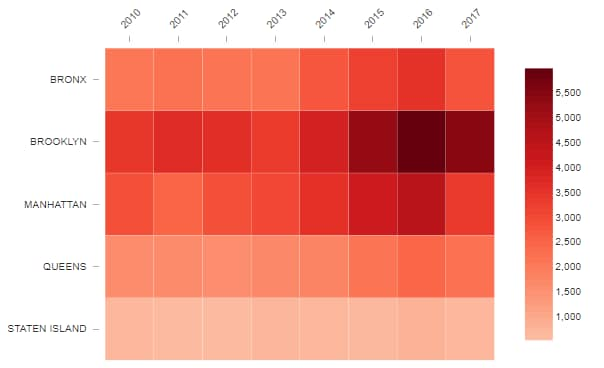 2010 2011 2012 2013 2014 2015 2016 2017
BRONX
BROOKLYN
MANHATTAN
QUEENS
STATEN ISLAND
5,500
5,000
4,500
4,000
3,500
3,000
2,500
2,000
1,500
1,000